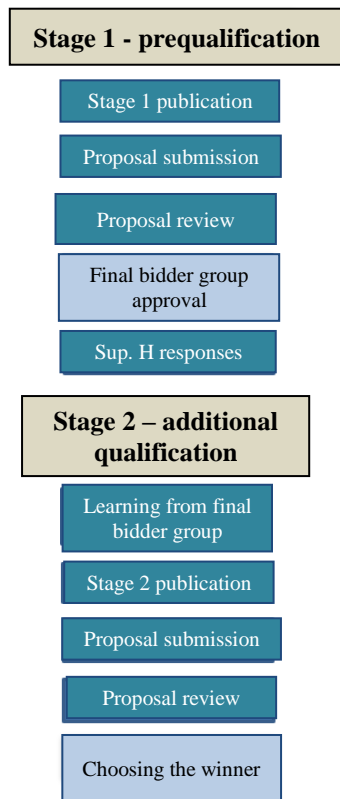 Stage 1 - prequalification
Stage 1 publication
Proposal submission
Proposal review
Final bidder group
approval
Sup. H responses
Stage 2 – additional
qualification
Learning from final
bidder group
Stage 2 publication
Proposal submission
Proposal review
Choosing the winner